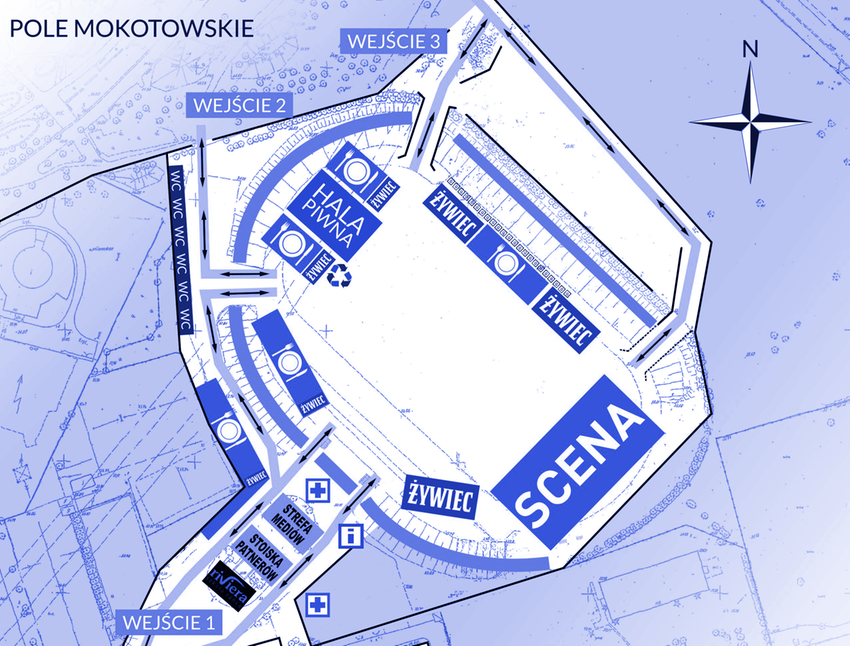 POLE MOKOTOWSKIE
WEJŚCIE 3
N
WEJŚCIE 2
WC WC WC WC WC WC
ŻYWIEC
HALA
PIWNA
ŻYWIEC
ŻYWIEC
ŻYWIEC
ŻYWIEC
ŻYWIEC
SCENA
ŻYWIEC
STREFA
MEDIÓW
i
STOISKA
PATNERÓW
riviera
WEJŚCIE 1